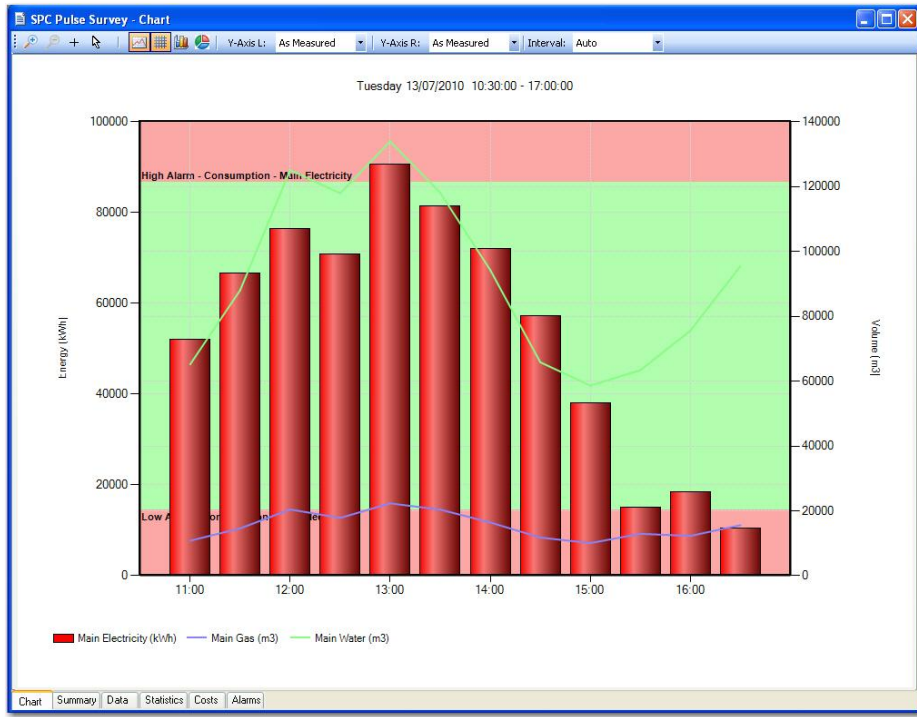 SPC Pulse Survey - Chart
Y-Axis L: As Measured Y-Axis R: As Measured Interval: Auto
Tuesday 13/07/2010 10:30:00 - 17:00:00
100000
80000
60000
40000
20000
0
Energy [kWh]
High Alarm - Consumption - Main Electricity
Low
140000
120000
100000
80000
60000
40000
20000
0
Volume [m3]
11:00 12:00 13:00 14:00 15:00 16:00
Main Electricity (kWh) Main Gas (m3) Main Water (m3)
Chart Summary Data Statistics Costs Alarms